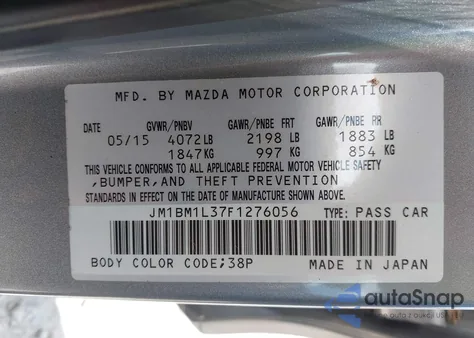 MFD. BY MAZDA MOTOR CORPORATION
DATE GVWR/PNBV GAWR/PNBE FRT GAWR/PNBE RR
05/15 4072LB 2198 LB 1883 LB
1847KG 997 KG 854 KG
THIS VEHICLE CONFORMS TO ALL APPLICABLE FEDERAL MOTOR VEHICLE SAFETY
,BUMPER,AND THEFT PREVENTION
STANDARDS IN EFFECT ON THE DATE OF MANUFACTURE SHOWN ABOVE.
JM1BM1L37F1276056 TYPE: PASS CAR
BODY COLOR CODE;38P MADE IN JAPAN
autoSnap